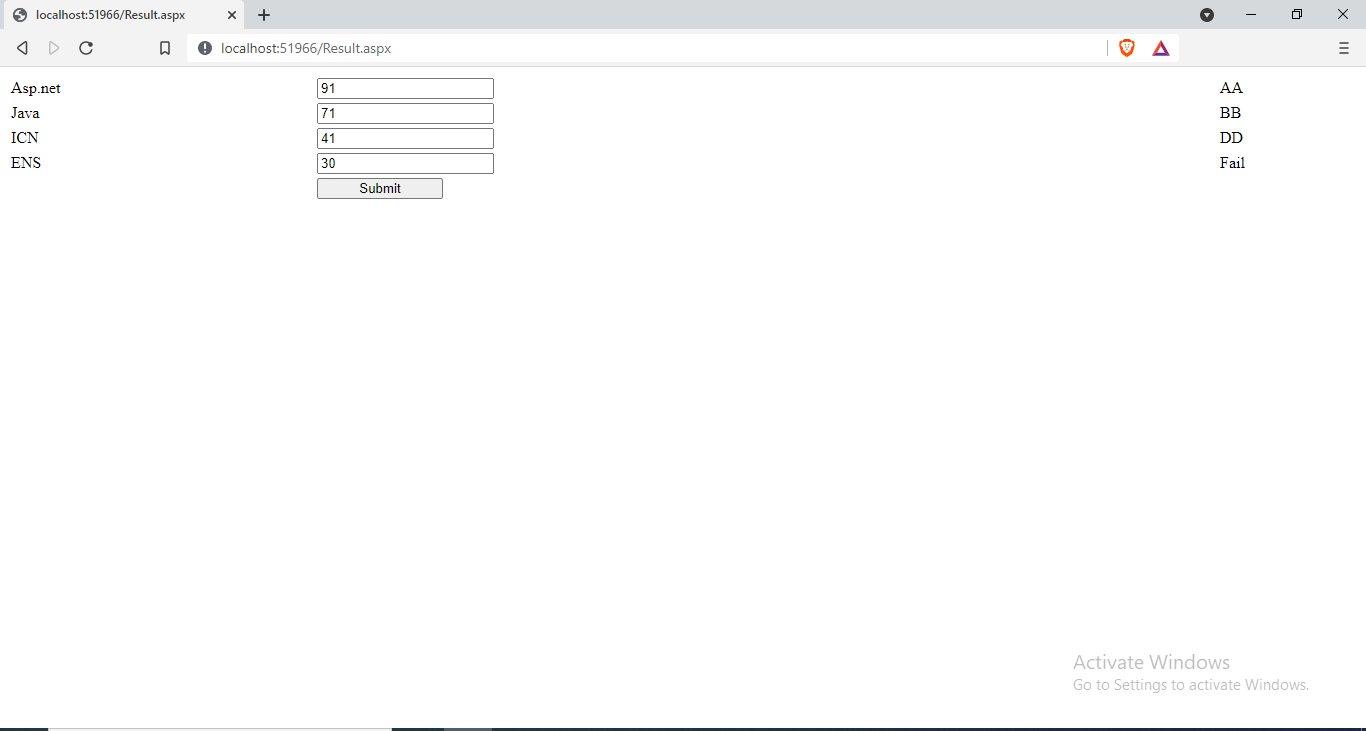 localhost:51966/Result.aspx
localhost:51966/Result.aspx
Asp.net 91 AA
Java 71 BB
ICN 41 DD
ENS 30 Fail
Submit
Activate Windows
Go to Settings to activate Windows.